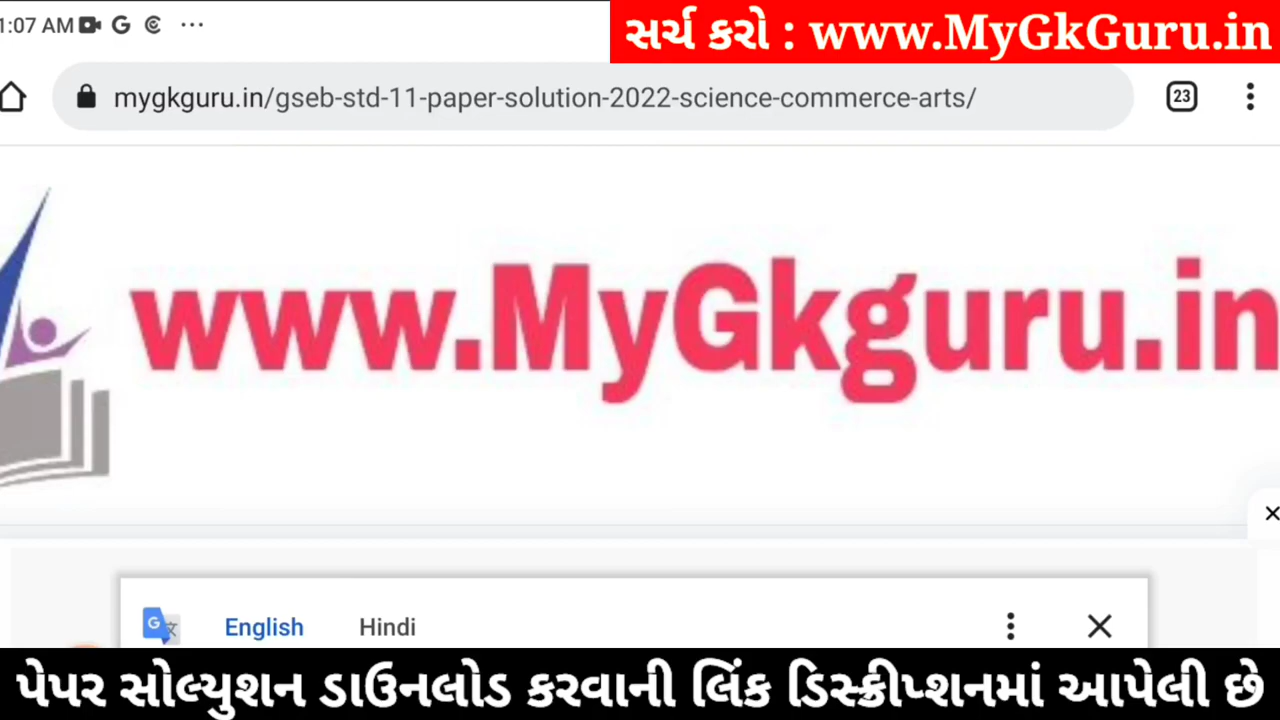 1:07 AM G ...
સર્ચ કરો : www.MyGkGuru.in
mygkguru.in/gseb-std-11-paper-solution-2022-science-commerce-arts/
23
www.MyGkguru.in
English Hindi
પેપર સોલ્યુશન ડાઉનલોડ કરવાની લિંક ડિસ્ક્રીપ્શનમાં આપેલી છે